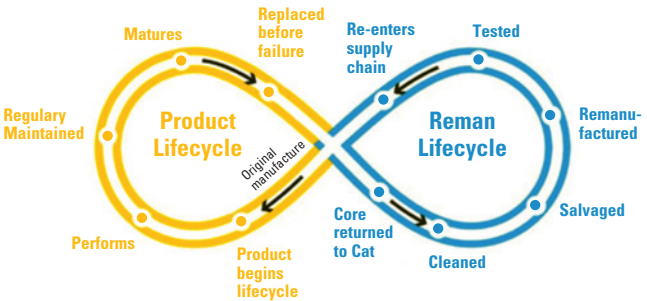 Matures
Replaced
before
failure
Regulary
Maintained
Product
Lifecycle
Original
manufacture
Performs
Product
begins
lifecycle
Re-enters
supply
chain
Tested
Reman
Lifecycle
Remanu-
factured
Salvaged
Core
returned
to Cat
Cleaned